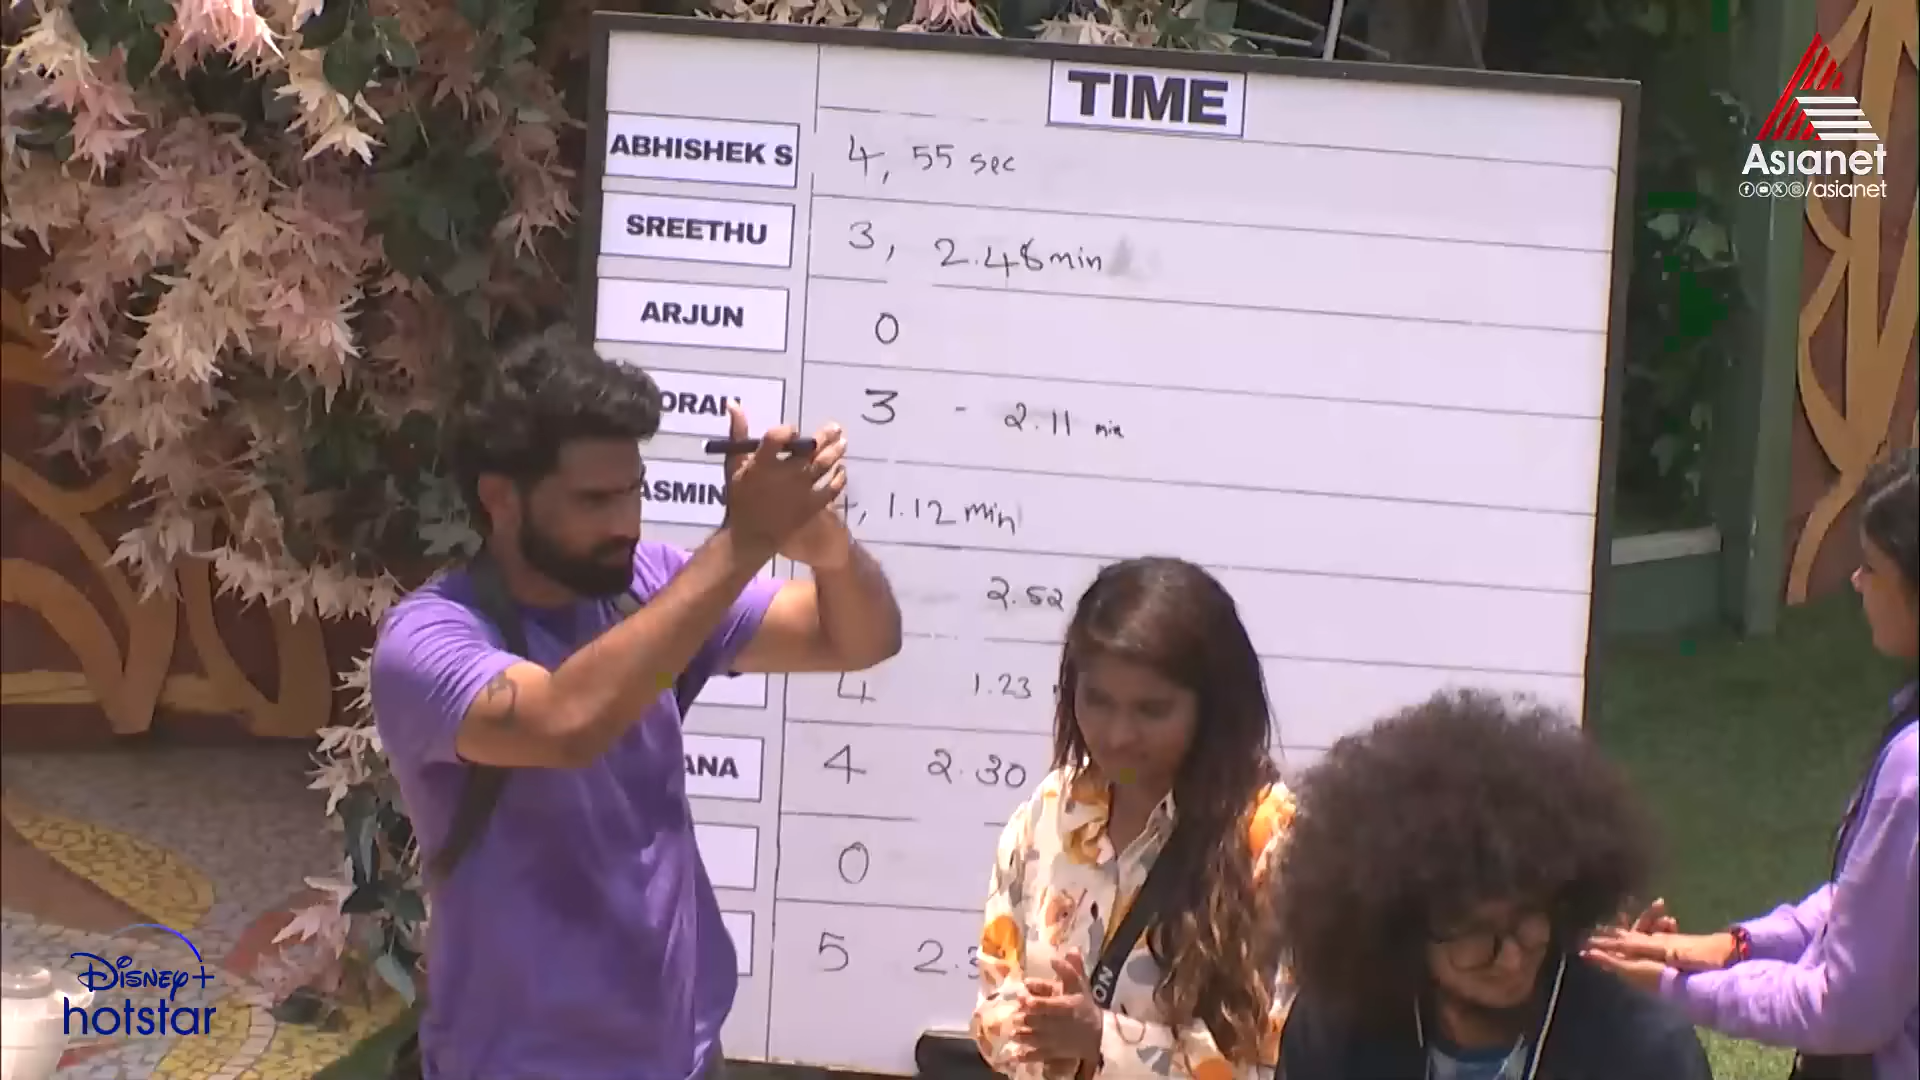 TIME
ABHISHEK S 4, 55 sec
SREETHU 3, 2.48min
ARJUN 0
3 - 2.11 min
1.12 min
2.52
4 1.23
4 2.30
0
5
Asianet
/asianet
Disney+
hotstar